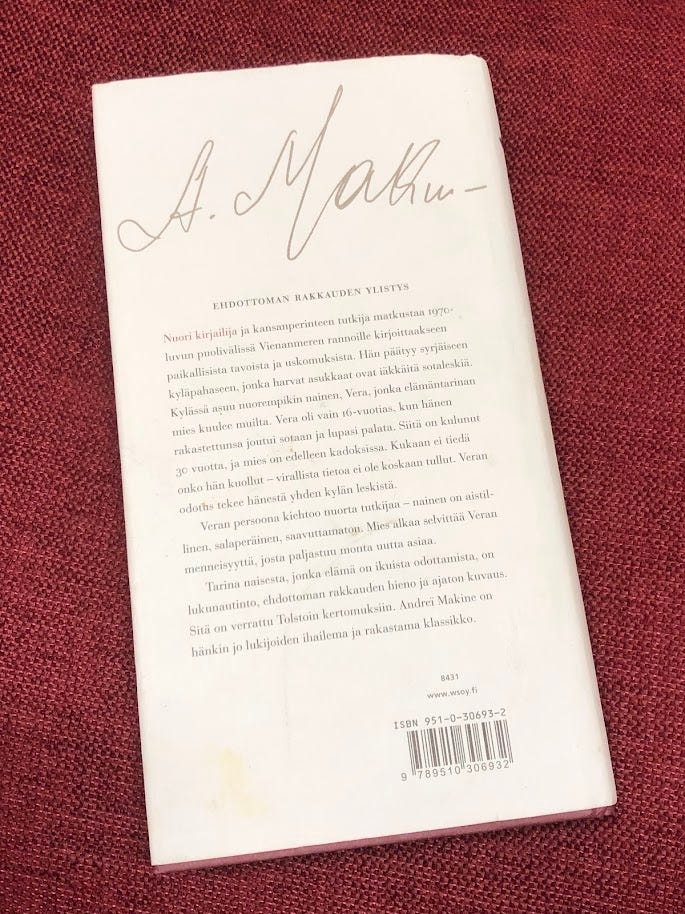 A. Makin
EHDOTTOMAN RAKKAUDEN YLISTYS
Nuori kirjailija ja kansanperinteen tutkija matkustaa 1970-
luvun puolivälissä Vienanmeren rannoille kirjoittaakseen
paikallisista tavoista ja uskomuksista. Hän päätyy syrjäiseen
kyläpahaseen, jonka harvat asukkaat ovat iäkkäitä sotaleskiä.
Kylässä asuu nuorempikin nainen, Vera, jonka elämäntarinan
mies kuulee muilta. Vera oli vain 16-vuotias, kun hänen
rakastettunsa joutui sotaan ja lupasi palata. Siitä on kulunut
30 vuotta, ja mies on edelleen kadoksissa. Kukaan ei tiedä
onko hän kuollut – virallista tietoa ei ole koskaan tullut. Veran
odotus tekee hänestä yhden kylän leskistä.
Veran persoona kiehtoo nuorta tutkijaa – nainen on aistil-
linen, salaperäinen, saavuttamaton. Mies alkaa selvittää Veran
menneisyyttä, josta paljastuu monta uutta asiaa.
Tarina naisesta, jonka elämä on ikuista odottamista, on
lukunautinto, ehdottoman rakkauden hieno ja ajaton kuvaus.
Sitä on verrattu Tolstoin kertomuksiin. Andreï Makine on
hänkin jo lukijoiden ihailema ja rakastama klassikko.
8431
www.wsoy.fi
ISBN 951-0-30693-2
9 789510 306932